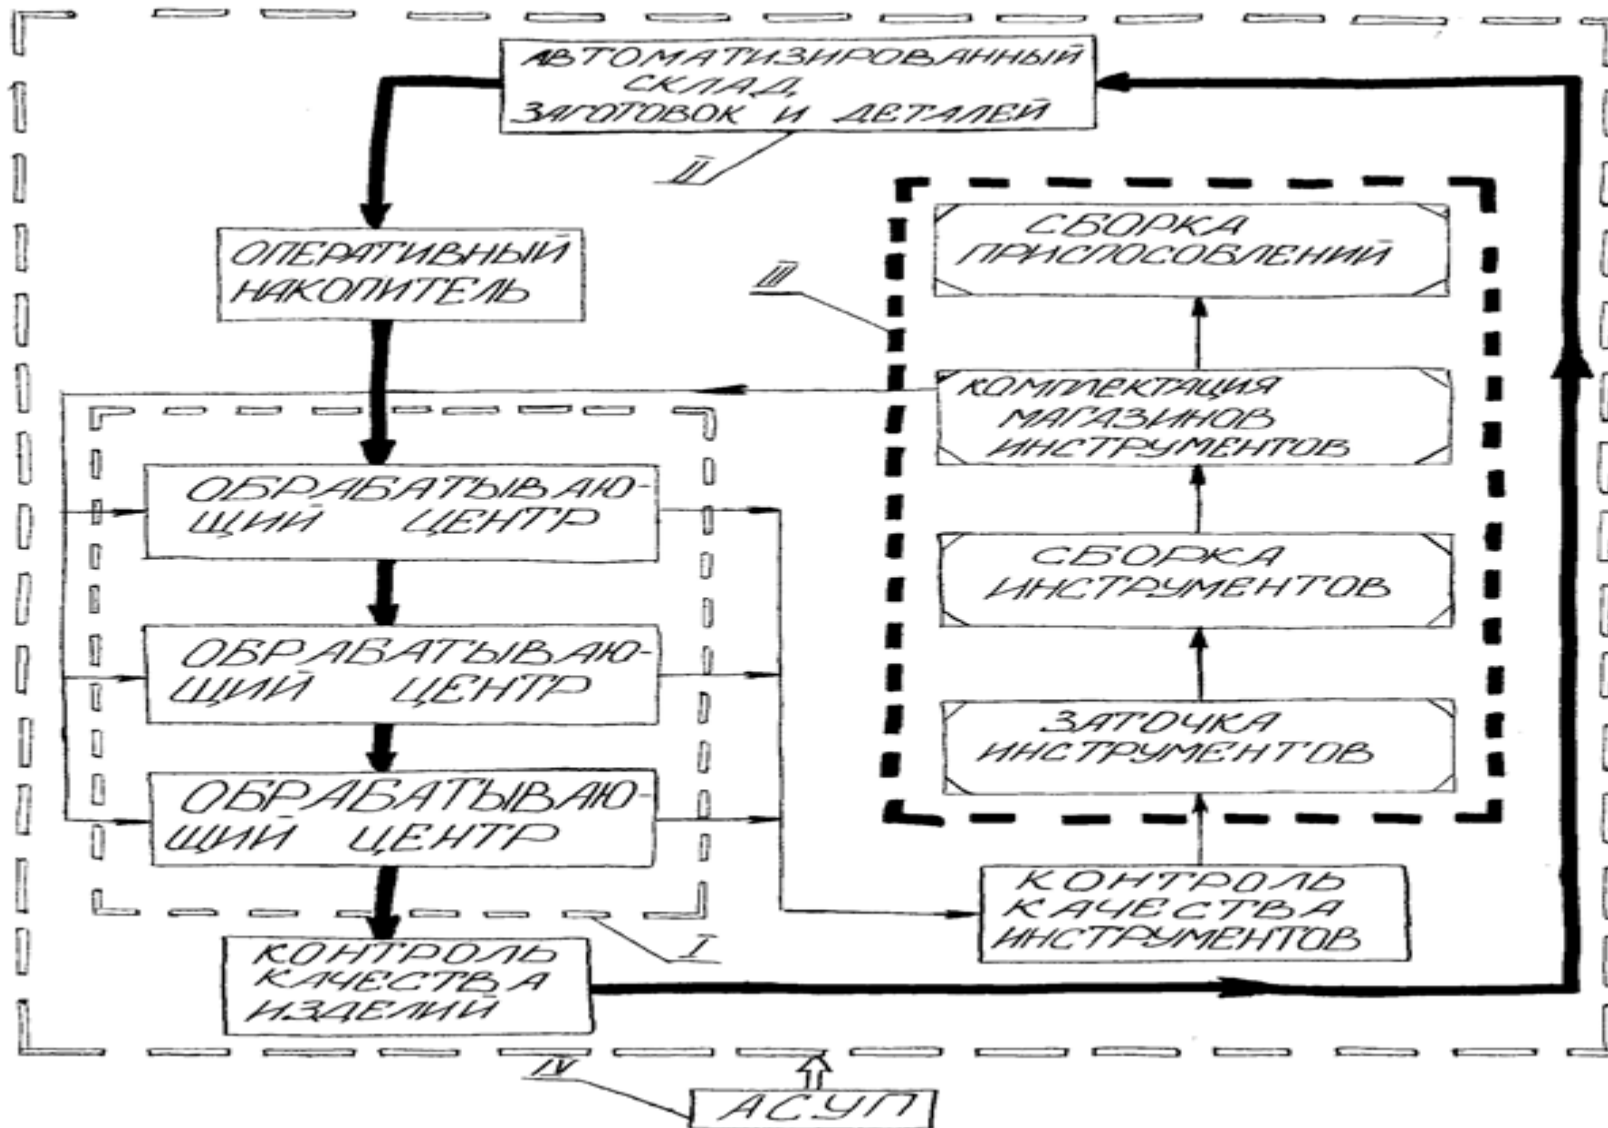 АВТОМАТИЗИРОВАННЫЙ
СКЛАД,
ЗАГОТОВОК И ДЕТАЛЕЙ
II
ОПЕРАТИВНЫЙ
НАКОПИТЕЛЬ
III
СБОРКА
ПРИСПОСОБЛЕНИЙ
КОМПЛЕКТАЦИЯ
МАГАЗИНОВ
ИНСТРУМЕНТОВ
СБОРКА
ИНСТРУМЕНТОВ
ЗАТОЧКА
ИНСТРУМЕНТОВ
ОБРАБАТЫВАЮ-
ЩИЙ ЦЕНТР
ОБРАБАТЫВАЮ-
ЩИЙ ЦЕНТР
ОБРАБАТЫВАЮ-
ЩИЙ ЦЕНТР
I
КОНТРОЛЬ
КАЧЕСТВА
ИНСТРУМЕНТОВ
КОНТРОЛЬ
КАЧЕСТВА
ИЗДЕЛИЙ
IV
АСУП